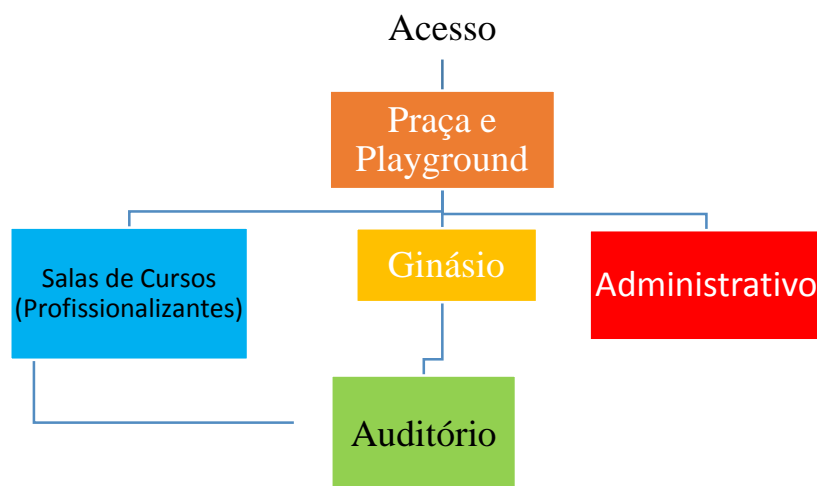 Acesso
Praça e
Playground
Salas de Cursos
(Profissionalizantes)
Ginásio
Administrativo
Auditório